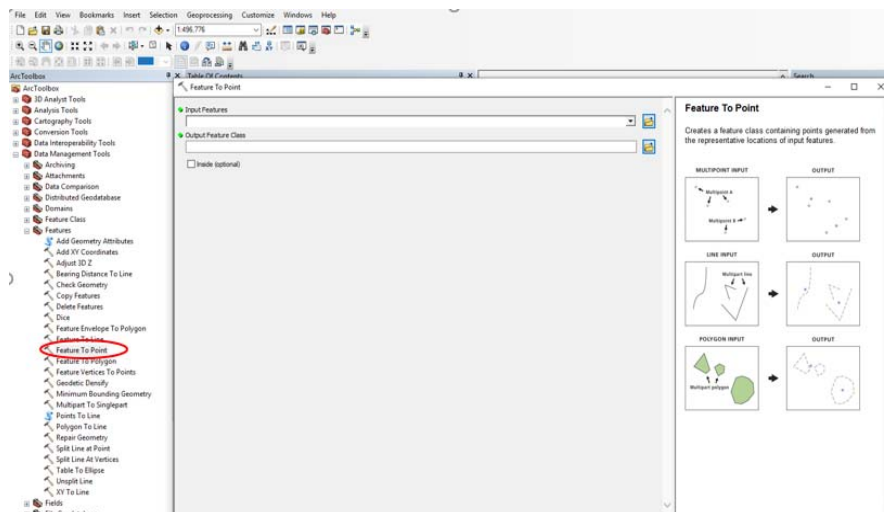 File Edit View Bookmarks Insert Selection Geoprocessing Customize Windows Help
1:496.776
ArcToolbox
Table Of Contents
Search
ArcToolbox
3D Analyst Tools
Analysis Tools
Cartography Tools
Conversion Tools
Data Interoperability Tools
Data Management Tools
Archiving
Attachments
Data Comparison
Distributed Geodatabase
Domains
Feature Class
Features
Add Geometry Attributes
Add XY Coordinates
Adjust 3D Z
Bearing Distance To Line
Check Geometry
Copy Features
Delete Features
Dice
Feature Envelope To Polygon
Feature To Line
Feature To Point
Feature To Polygon
Feature Vertices To Points
Geodetic Densify
Minimum Bounding Geometry
Multipart To Singlepart
Points To Line
Polygon To Line
Repair Geometry
Split Line at Point
Split Line At Vertices
Table To Ellipse
Unsplit Line
XY To Line
Fields
Feature To Point
Input Features
Output Feature Class
Inside (optional)
Feature To Point
Creates a feature class containing points generated from
the representative locations of input features.
MULTIPOINT INPUT
OUTPUT
Multipoint A
Multipoint B
LINE INPUT
OUTPUT
Multipart line
POLYGON INPUT
OUTPUT
Multipart polygon